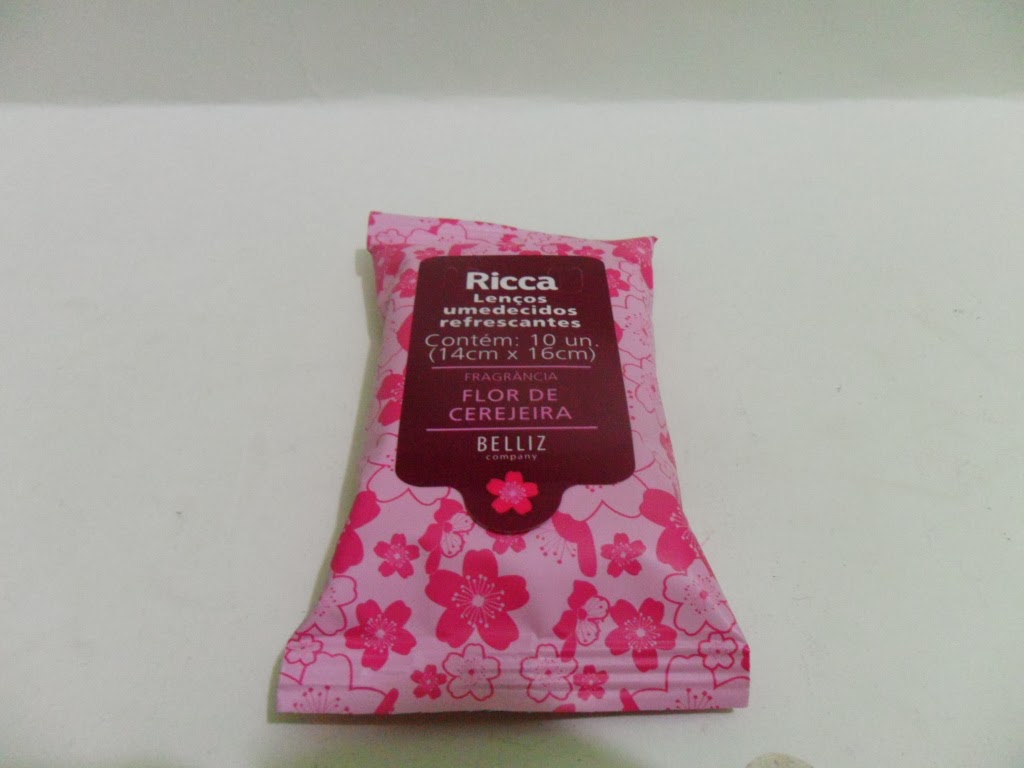 Ricca
Lenços
umedecidos
refrescantes
Contém: 10 un.
(14cm x 16cm)
FRAGRÂNCIA
FLOR DE
CEREJEIRA
BELLIZ
company